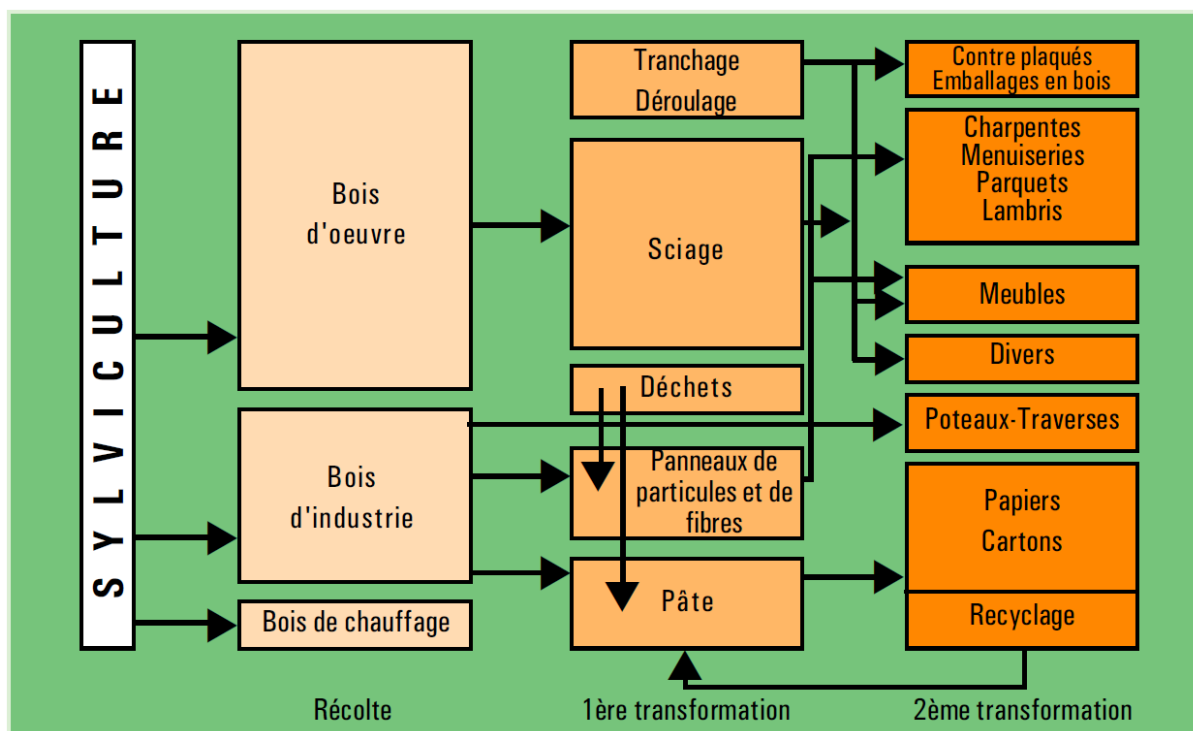 SYLVICULTURE
Bois
d'oeuvre
Bois
d'industrie
Bois de chauffage
Récolte
Tranchage
Déroulage
Sciage
Déchets
Panneaux de
particules et de
fibres
Pâte
1ère transformation
Contre plaqués
Emballages en bois
Charpentes
Menuiseries
Parquets
Lambris
Meubles
Divers
Poteaux-Traverses
Papiers
Cartons
Recyclage
2ème transformation